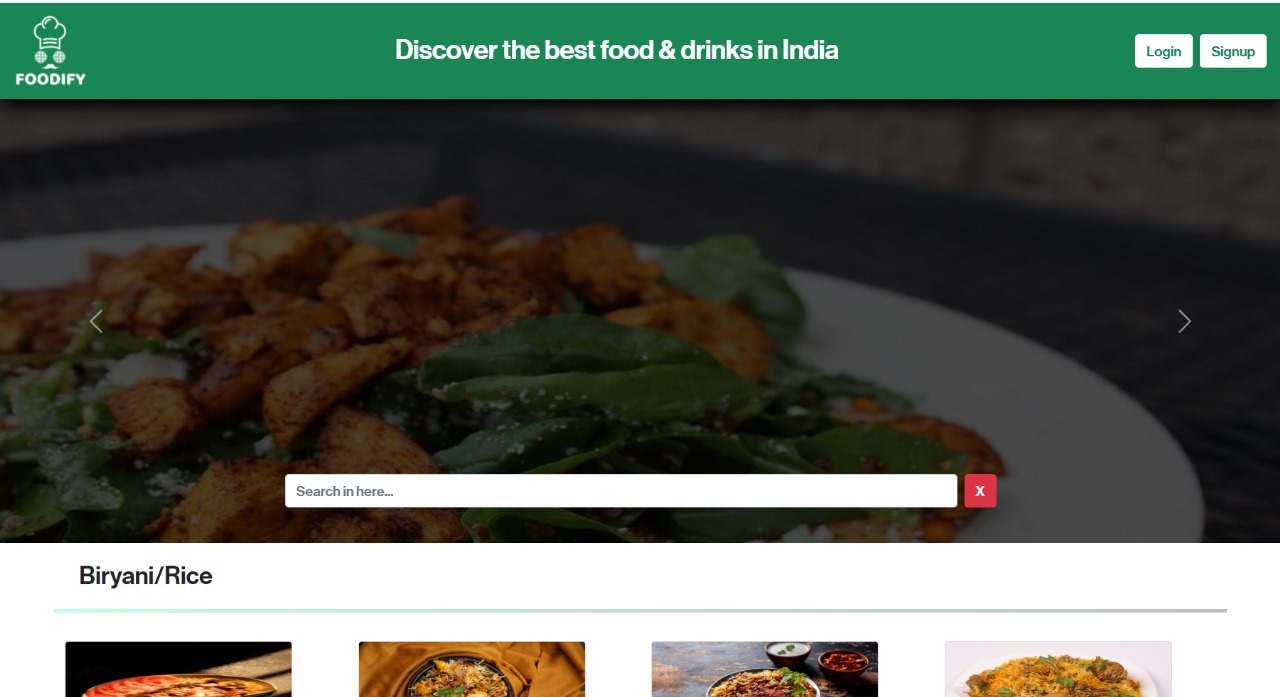 FOODIFY
Discover the best food & drinks in India
Login
Signup
Search in here...
X
Biryani/Rice